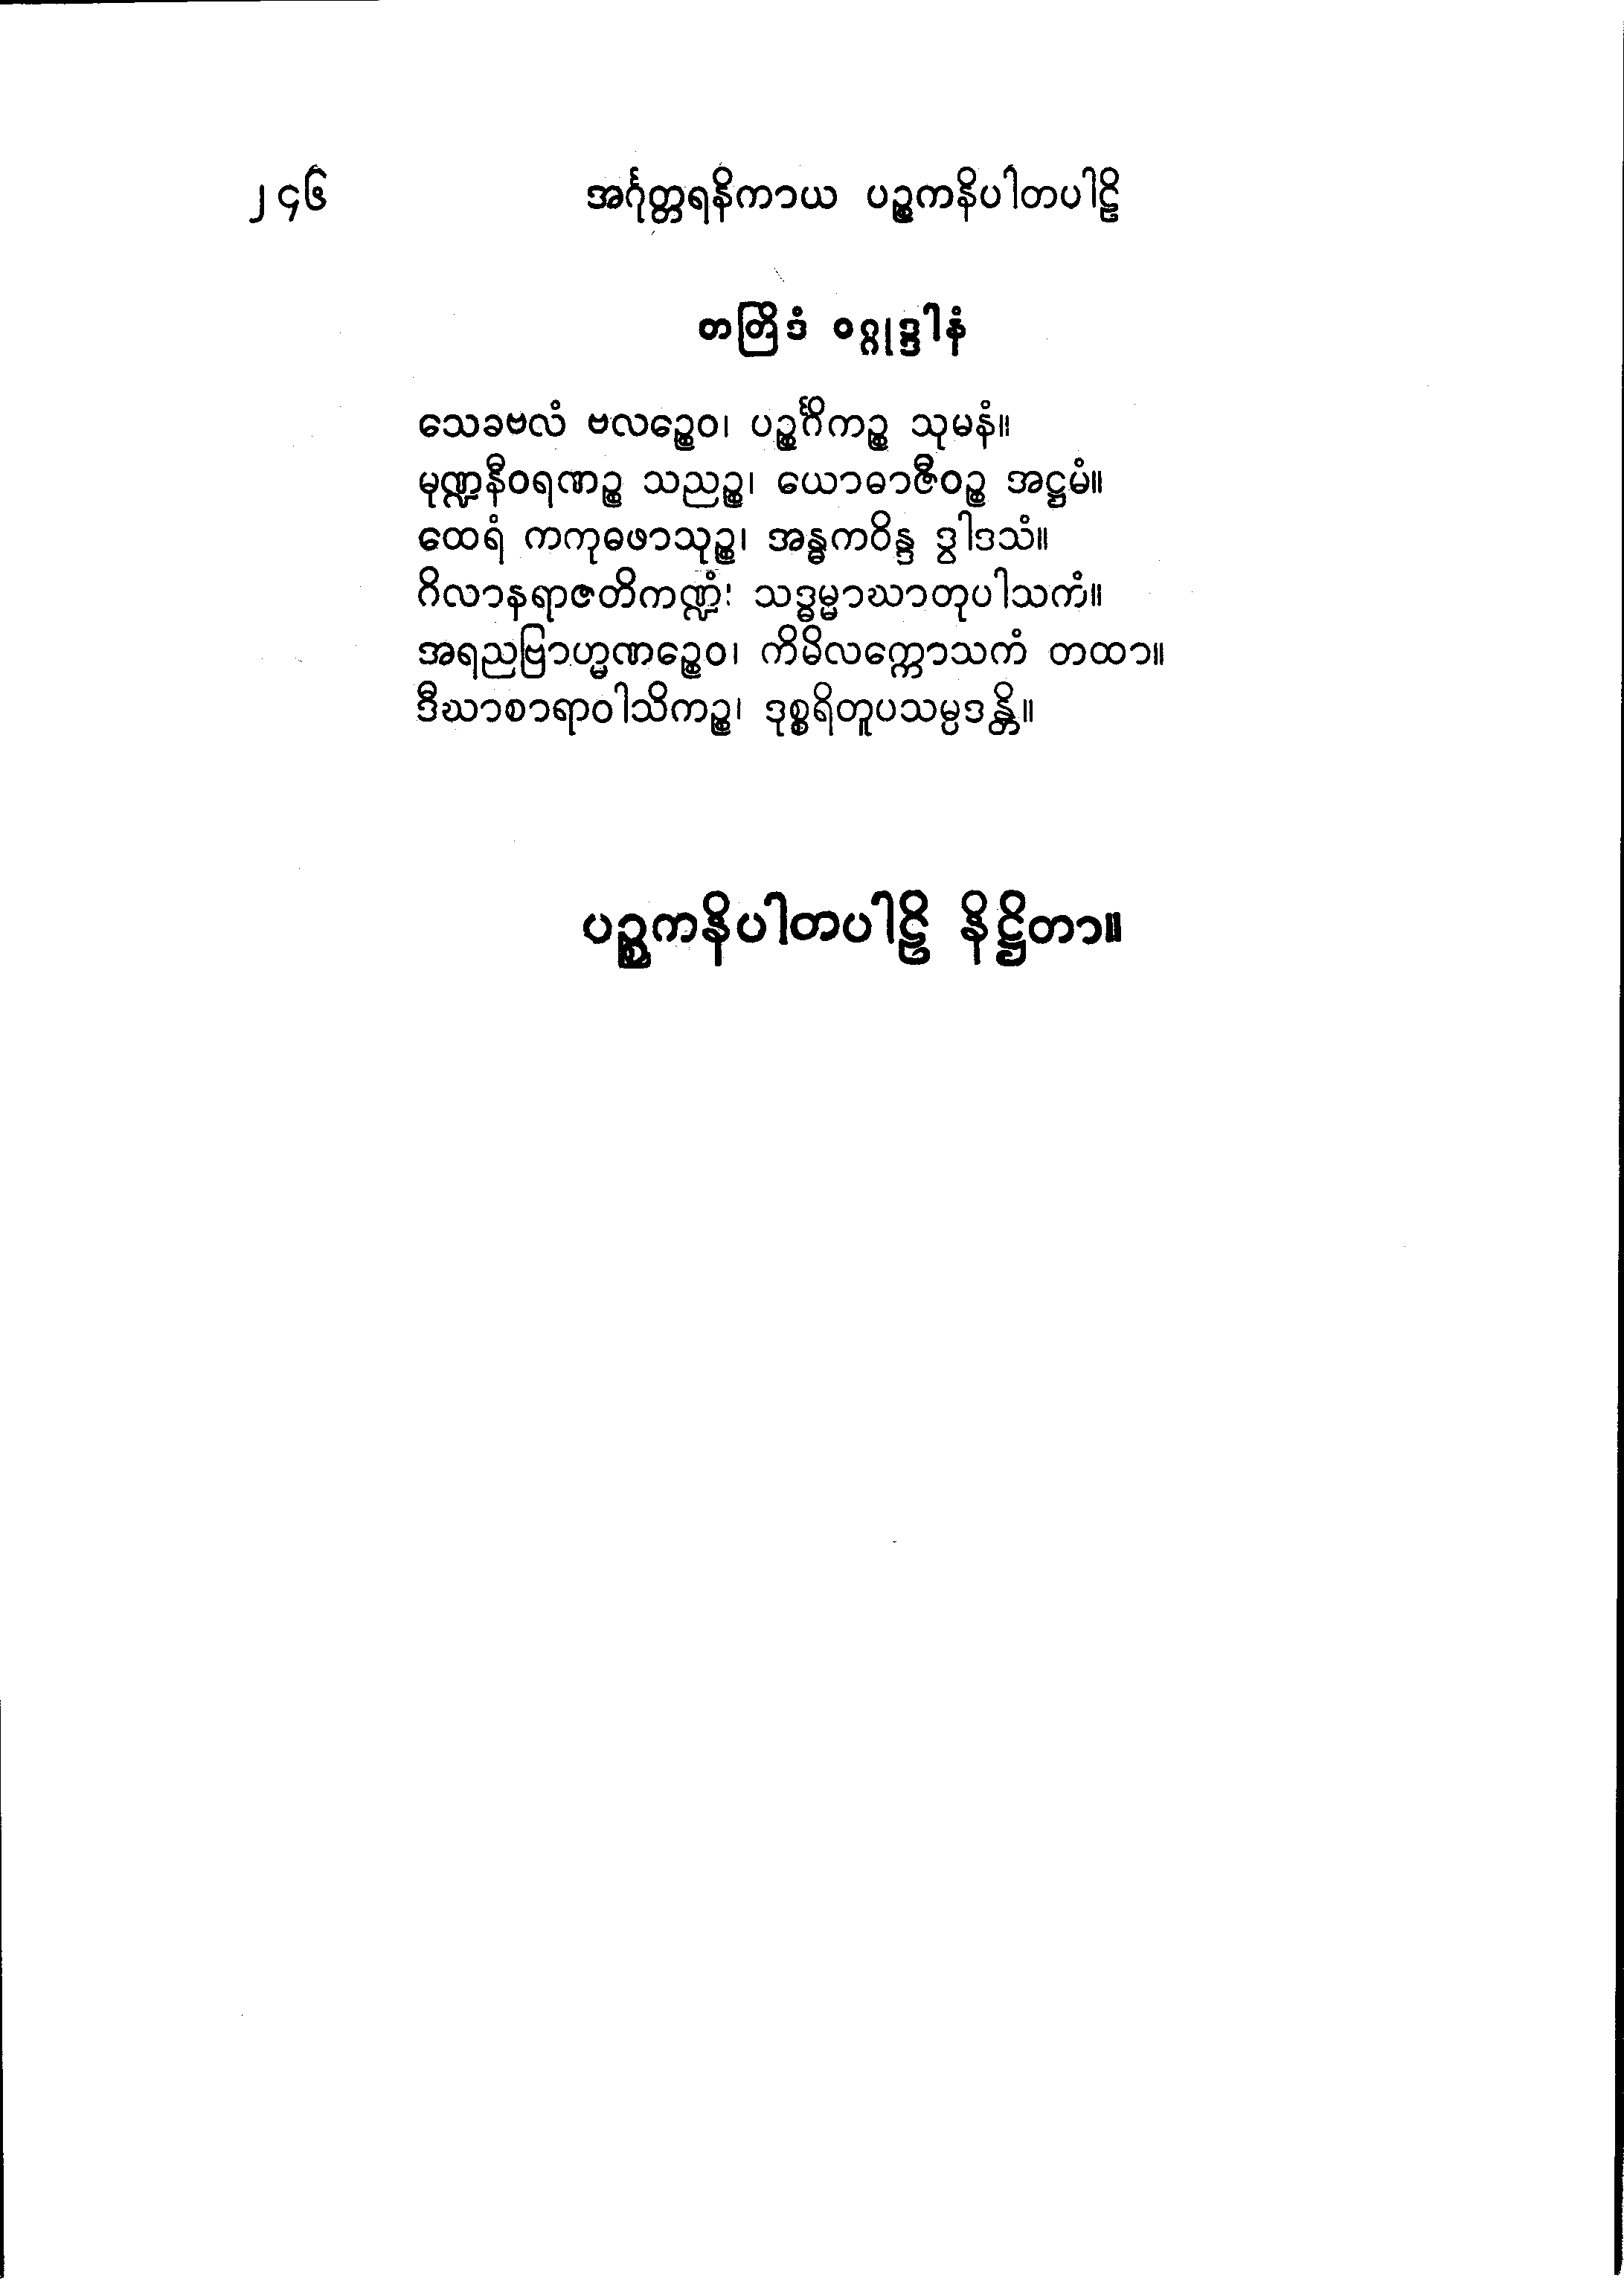 ၂၄၆ အင်္ဂုတ္တရနိကာယ ပဉ္စကနိပါတပါဠိ
တတြိဒံ ဝဂ္ဂုဒ္ဒါနံ
သေခဗလံ ဗလဉ္စေဝ၊ ပဉ္စင်္ဂိကဉ္စ သုမနံ။
မုဏ္ဍနီဝရဏဉ္စ သညဉ္စ၊ ယောဓာဇီဝဉ္စ အဋ္ဌမံ။
ထေရံ ကကုဓဖာသုဉ္စ၊ အန္ဓကဝိန္ဒ ဒွါဒသံ။
ဂိလာနရာဇတိကဏ္ဍံ၊ သဒ္ဓမ္မာဃာတုပါသကံ။
အရညဗြာဟ္မဏဉ္စေဝ၊ ကိမိလက္ကောသကံ တထာ။
ဒီဃာစာရာဝါသိကဉ္စ၊ ဒုစ္စရိတူပသမ္ပဒန္တိ။
ပဉ္စကနိပါတပါဠိ နိဋ္ဌိတာ။